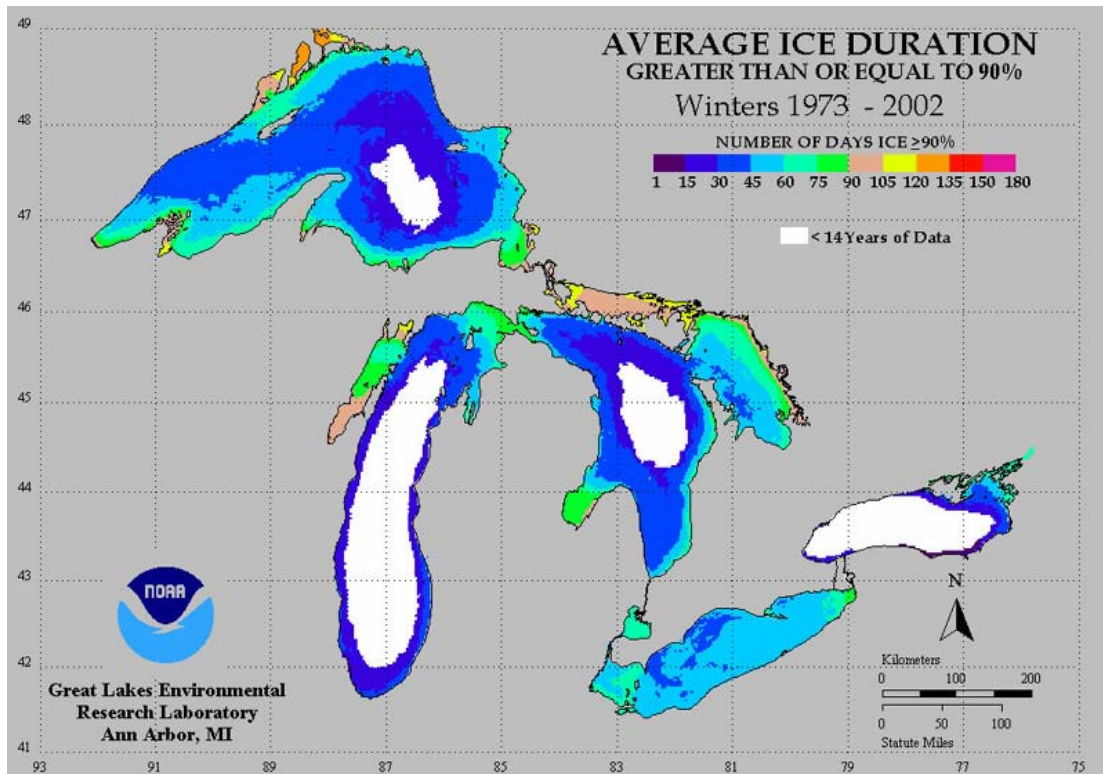 49
AVERAGE ICE DURATION
GREATER THAN OR EQUAL TO 90%
Winters 1973 - 2002
48
NUMBER OF DAYS ICE ≥90%
1 15 30 45 60 75 90 105 120 135 150 180
47
< 14 Years of Data
46
45
44
43
NOAA
N
42
Kilometers
0 100 200
0 50 100
Statute Miles
Great Lakes Environmental
Research Laboratory
Ann Arbor, MI
41
93 91 89 87 85 83 81 79 77 75